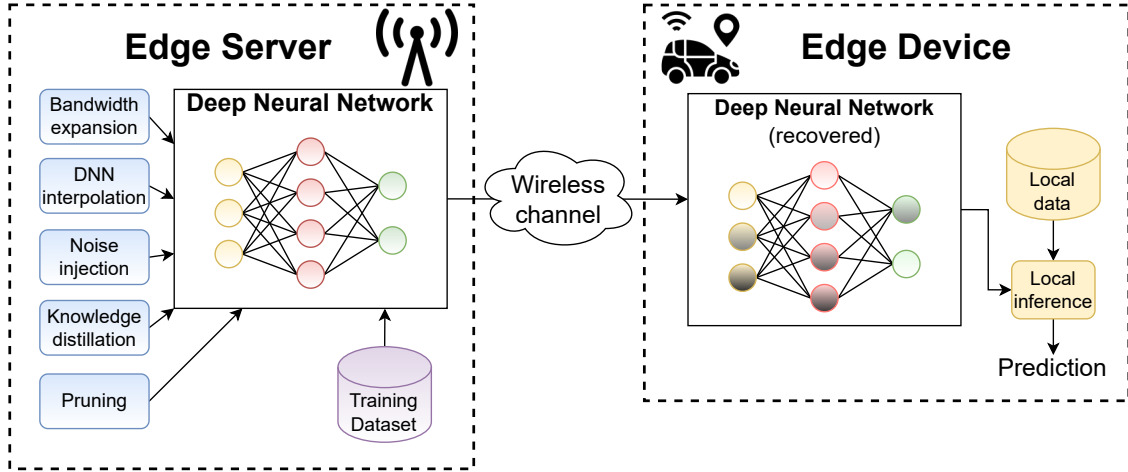 Edge Server
Bandwidth
expansion
DNN
interpolation
Noise
injection
Knowledge
distillation
Pruning
Deep Neural Network
Training
Dataset
Wireless
channel
Edge Device
Deep Neural Network
(recovered)
Local
data
Local
inference
Prediction